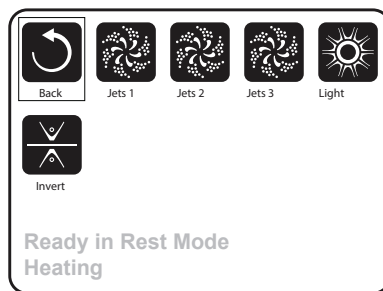 Back Jets 1 Jets 2 Jets 3 Light
Invert
Ready in Rest Mode
Heating